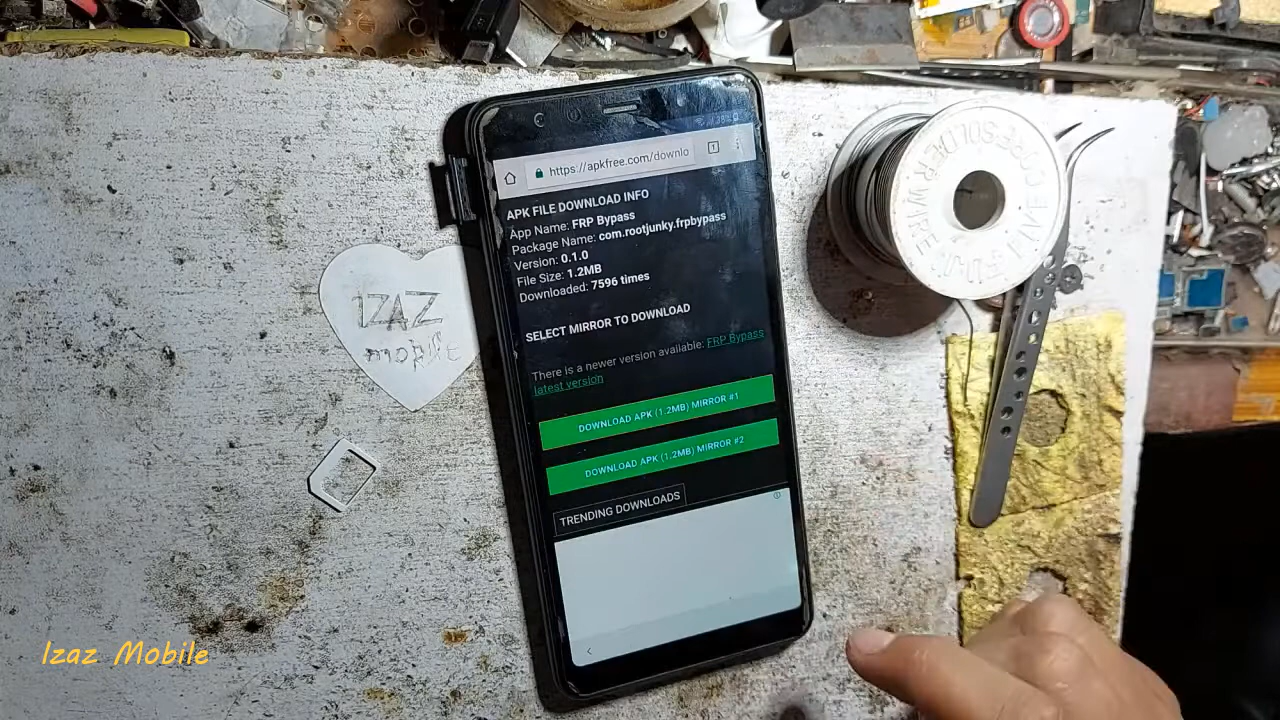 38
https://apkfree.com/downlo
1
APK FILE DOWNLOAD INFO
App Name: FRP Bypass
Package Name: com.rootjunky.frpbypass
Version: 0.1.0
File Size: 1.2MB
Downloaded: 7596 times
SELECT MIRROR TO DOWNLOAD
There is a newer version available: FRP Bypass
latest version
DOWNLOAD APK (1.2MB) MIRROR #1
DOWNLOAD APK (1.2MB) MIRROR #2
TRENDING DOWNLOADS
IZAZ
mobile
SOLDER WIRE
Izaz Mobile